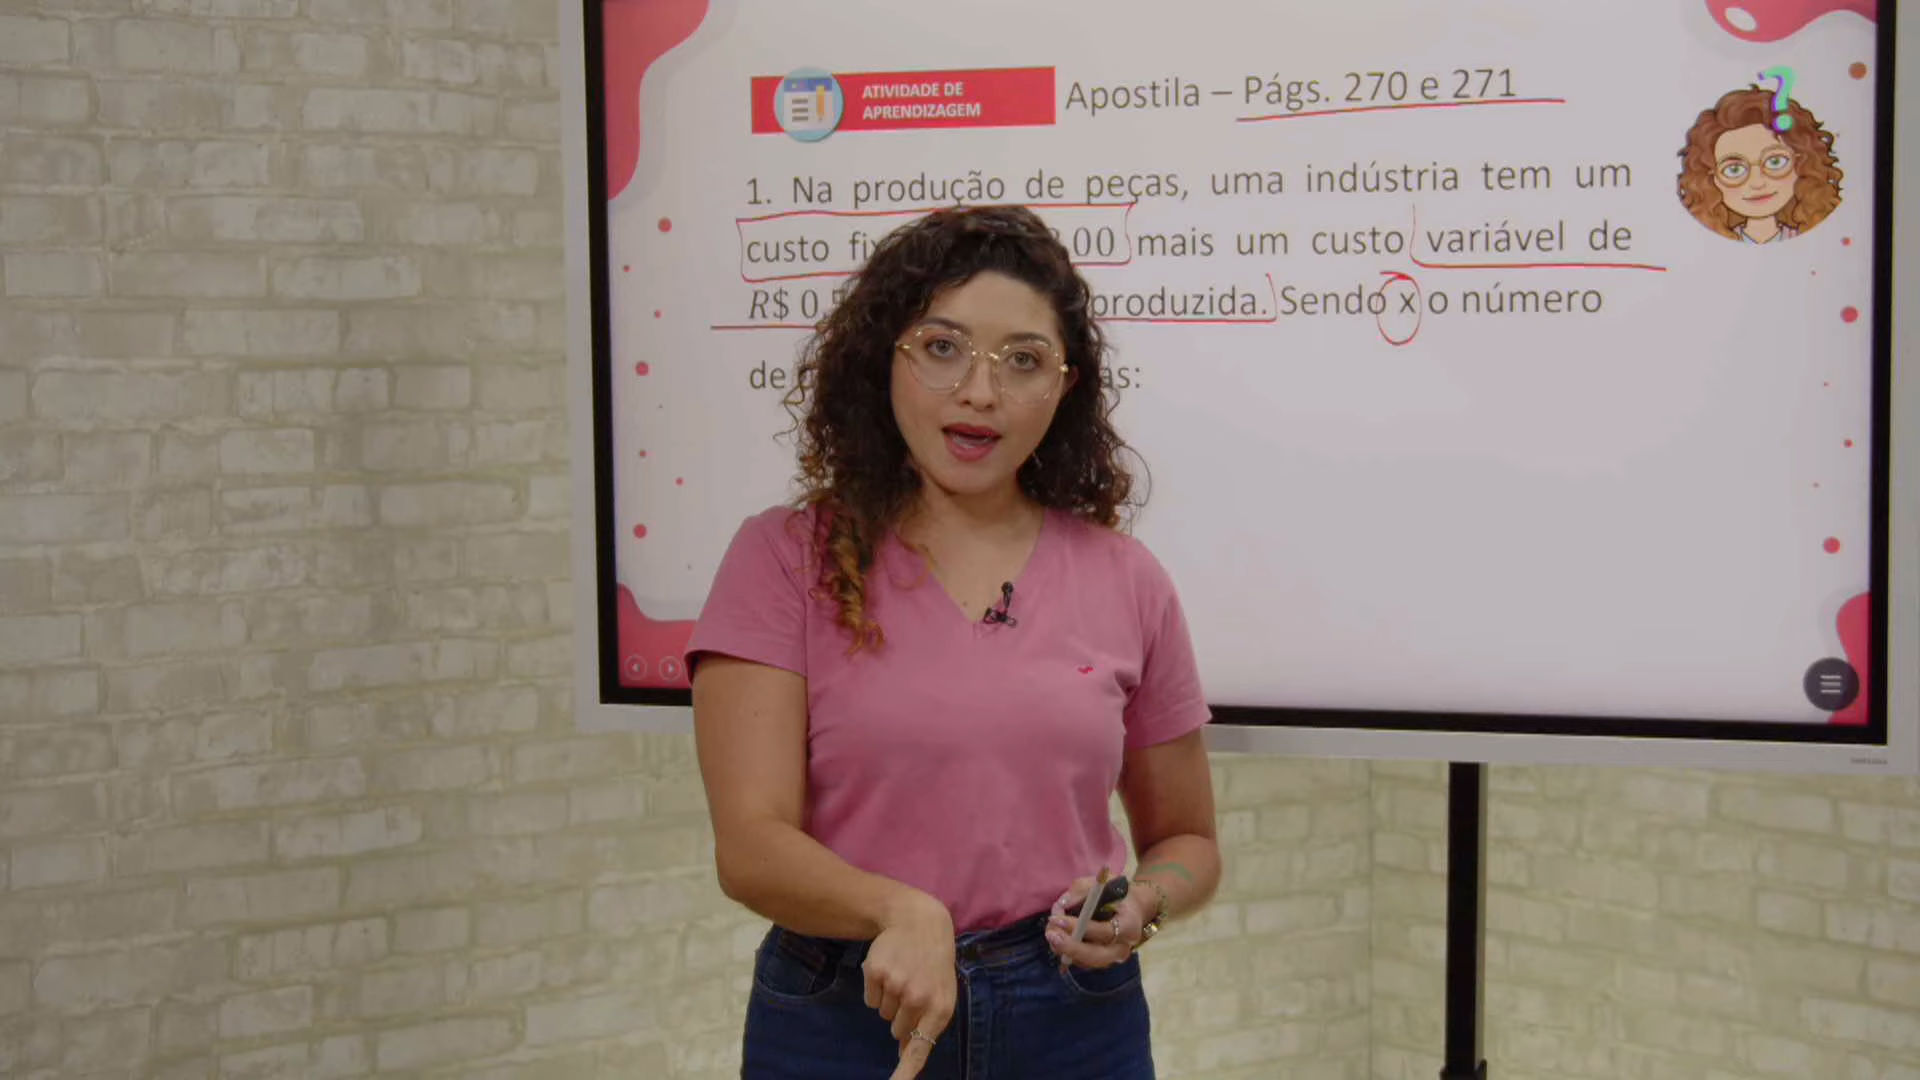 ATIVIDADE DE
APRENDIZAGEM
Apostila – Págs. 270 e 271
1. Na produção de peças, uma indústria tem um
custo 00 mais um custo variável de
R$ 0, produzida. Sendo x o número
de as:
?
SAMSUNG